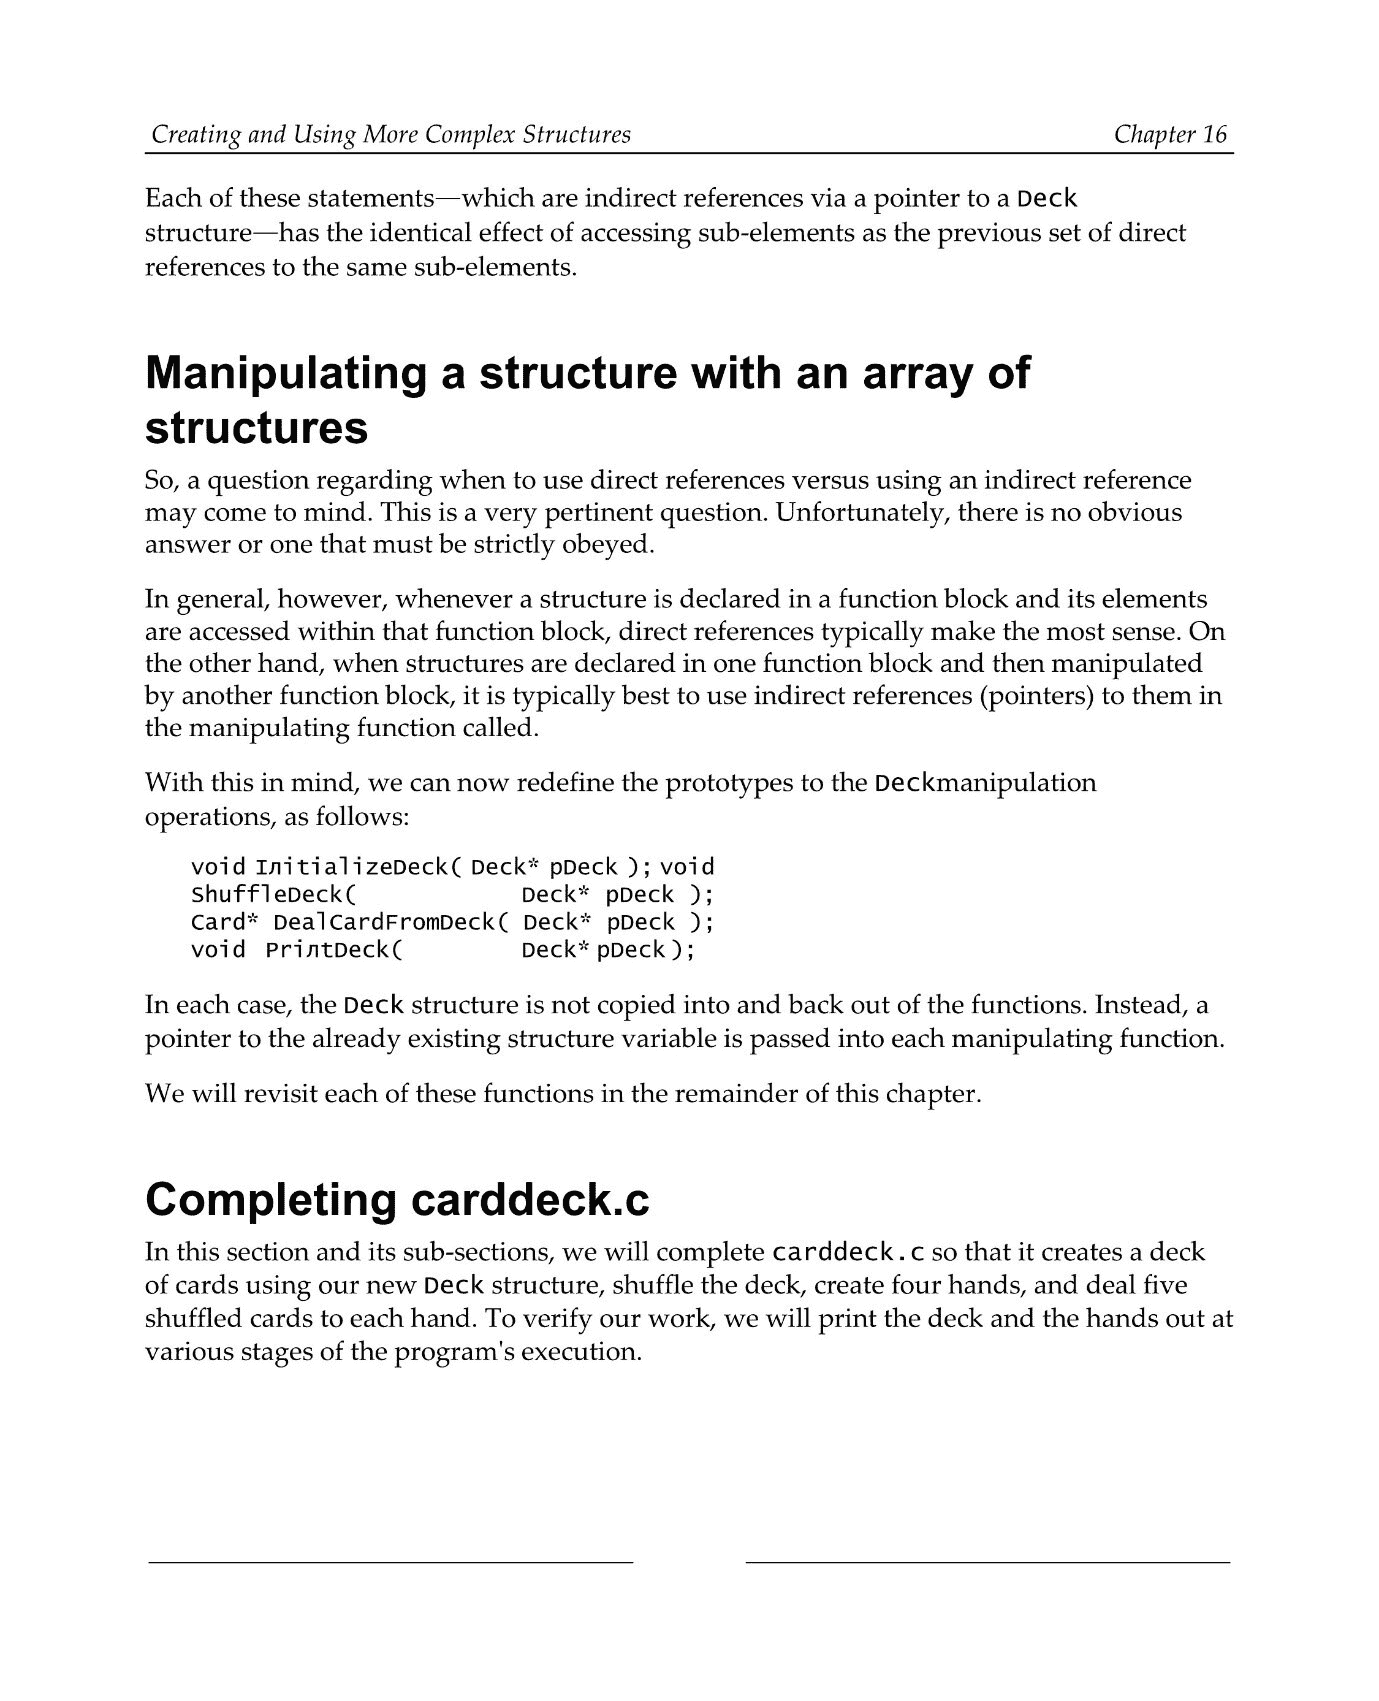 Creating and Using More Complex Structures Chapter 16
Each of these statements—which are indirect references via a pointer to a Deck
structure—has the identical effect of accessing sub-elements as the previous set of direct
references to the same sub-elements.
Manipulating a structure with an array of
structures
So, a question regarding when to use direct references versus using an indirect reference
may come to mind. This is a very pertinent question. Unfortunately, there is no obvious
answer or one that must be strictly obeyed.
In general, however, whenever a structure is declared in a function block and its elements
are accessed within that function block, direct references typically make the most sense. On
the other hand, when structures are declared in one function block and then manipulated
by another function block, it is typically best to use indirect references (pointers) to them in
the manipulating function called.
With this in mind, we can now redefine the prototypes to the Deckmanipulation
operations, as follows:
void InitializeDeck( Deck* pDeck ); void
ShuffleDeck( Deck* pDeck );
Card* DealCardFromDeck( Deck* pDeck );
void PrintDeck( Deck* pDeck );
In each case, the Deck structure is not copied into and back out of the functions. Instead, a
pointer to the already existing structure variable is passed into each manipulating function.
We will revisit each of these functions in the remainder of this chapter.
Completing carddeck.c
In this section and its sub-sections, we will complete carddeck.c so that it creates a deck
of cards using our new Deck structure, shuffle the deck, create four hands, and deal five
shuffled cards to each hand. To verify our work, we will print the deck and the hands out at
various stages of the program's execution.